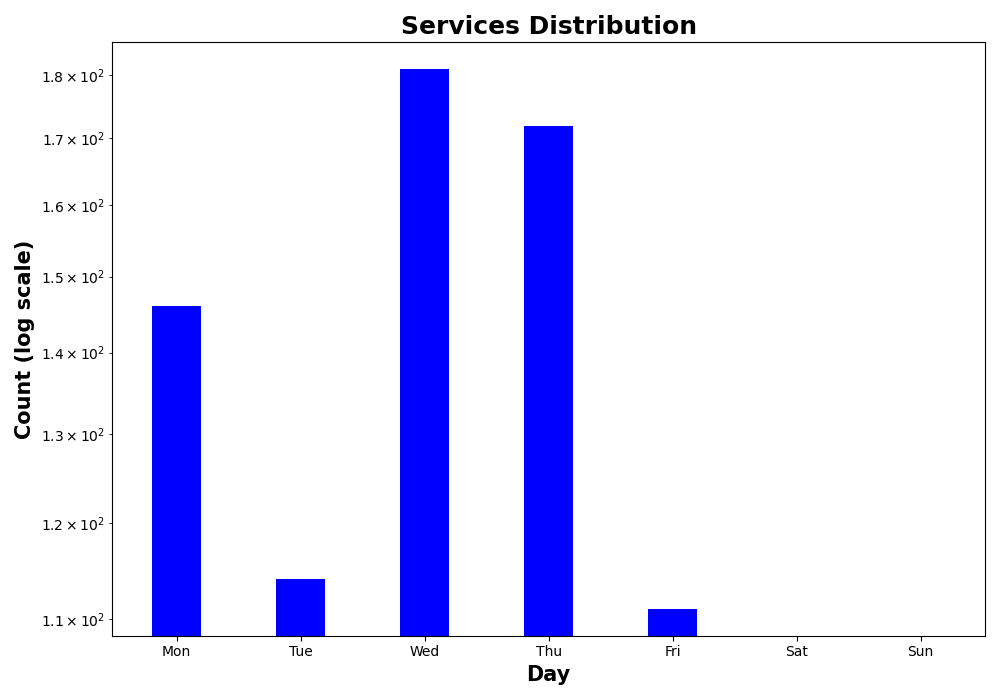 Services Distribution
Count (log scale)
1.8 × 10²
1.7 × 10²
1.6 × 10²
1.5 × 10²
1.4 × 10²
1.3 × 10²
1.2 × 10²
1.1 × 10²
Mon Tue Wed Thu Fri Sat Sun
Day